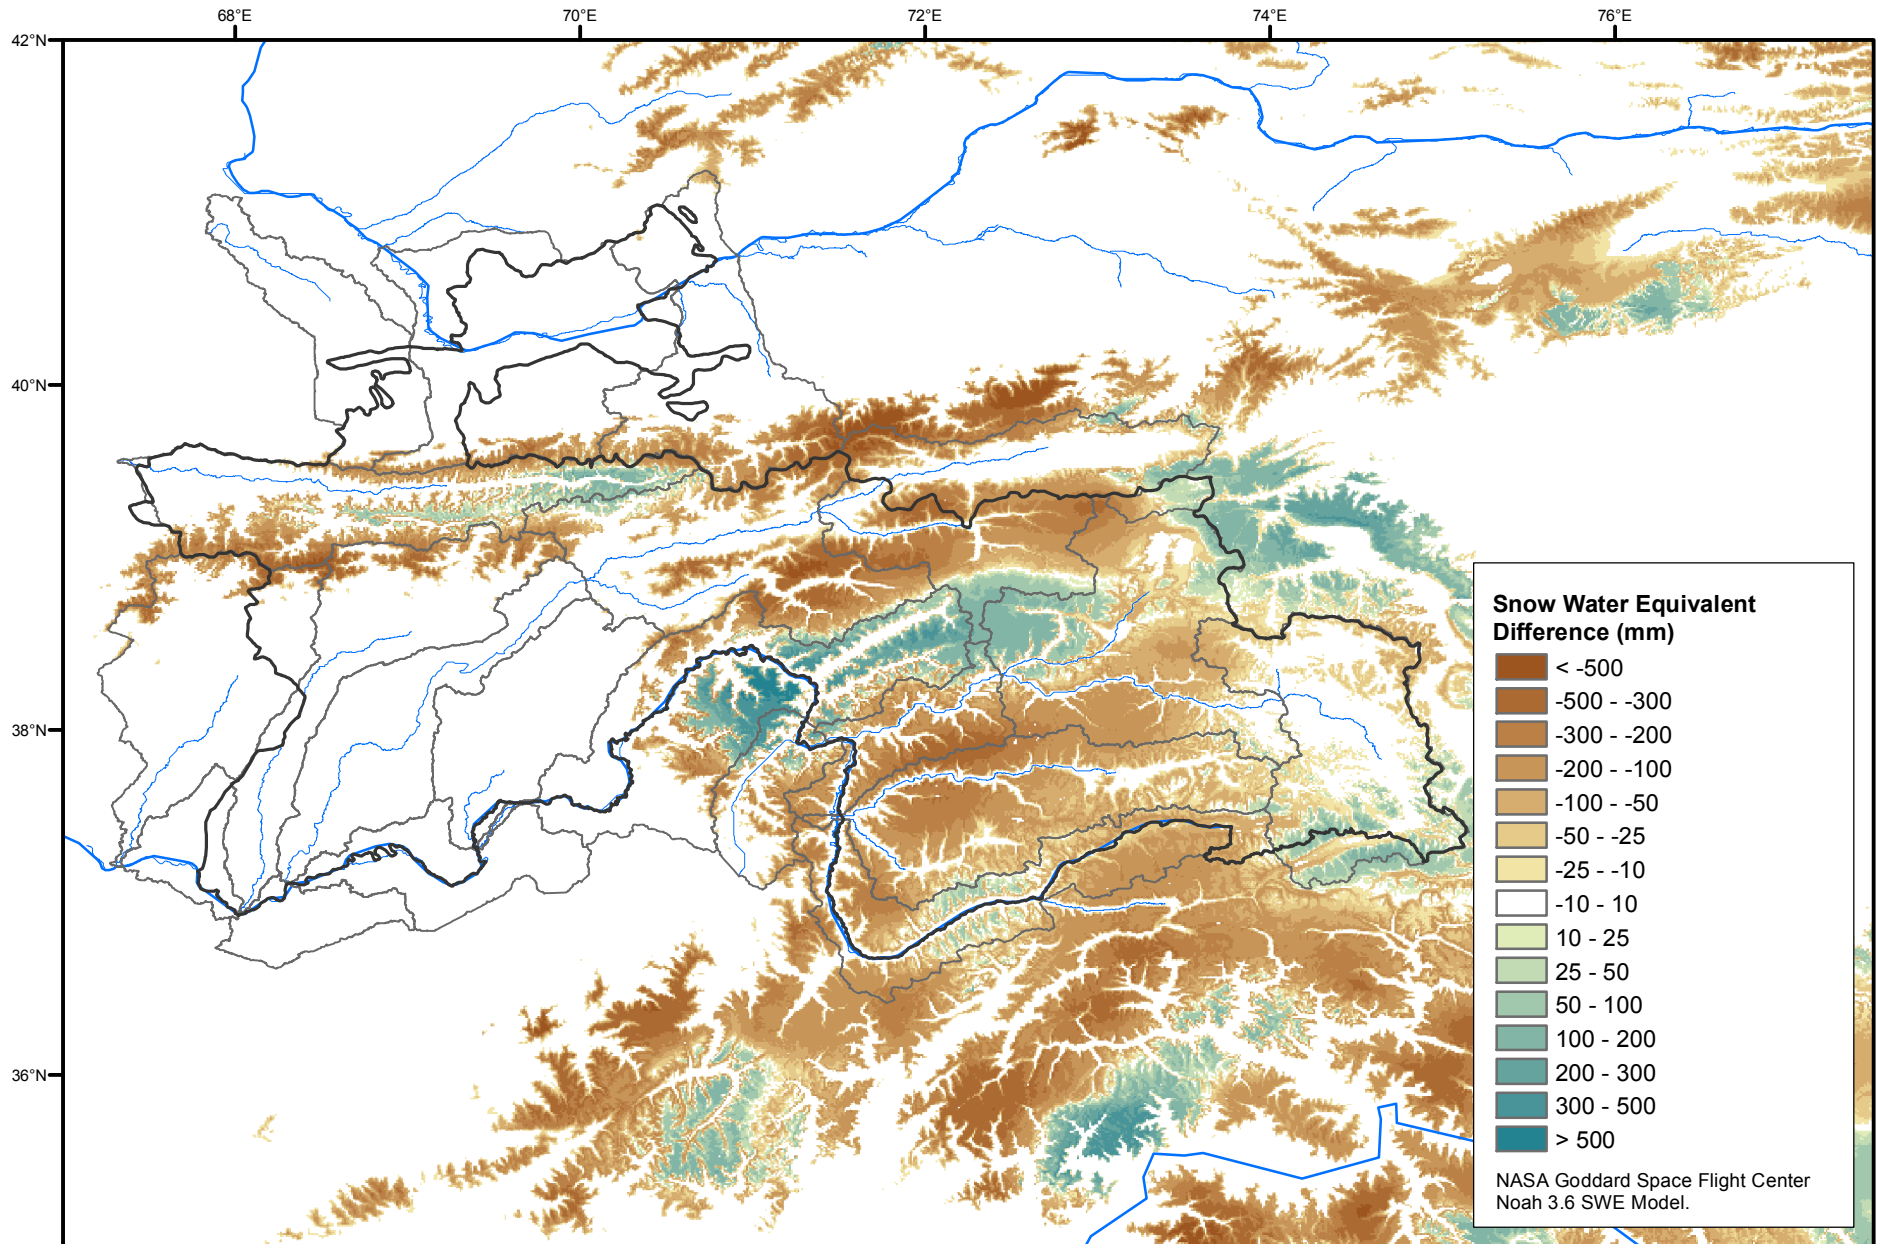 68°E
70°E
72°E
74°E
76°E
42°N
40°N
38°N
36°N
Snow Water Equivalent
Difference (mm)
< -500
-500 - -300
-300 - -200
-200 - -100
-100 - -50
-50 - -25
-25 - -10
-10 - 10
10 - 25
25 - 50
50 - 100
100 - 200
200 - 300
300 - 500
> 500
NASA Goddard Space Flight Center
Noah 3.6 SWE Model.